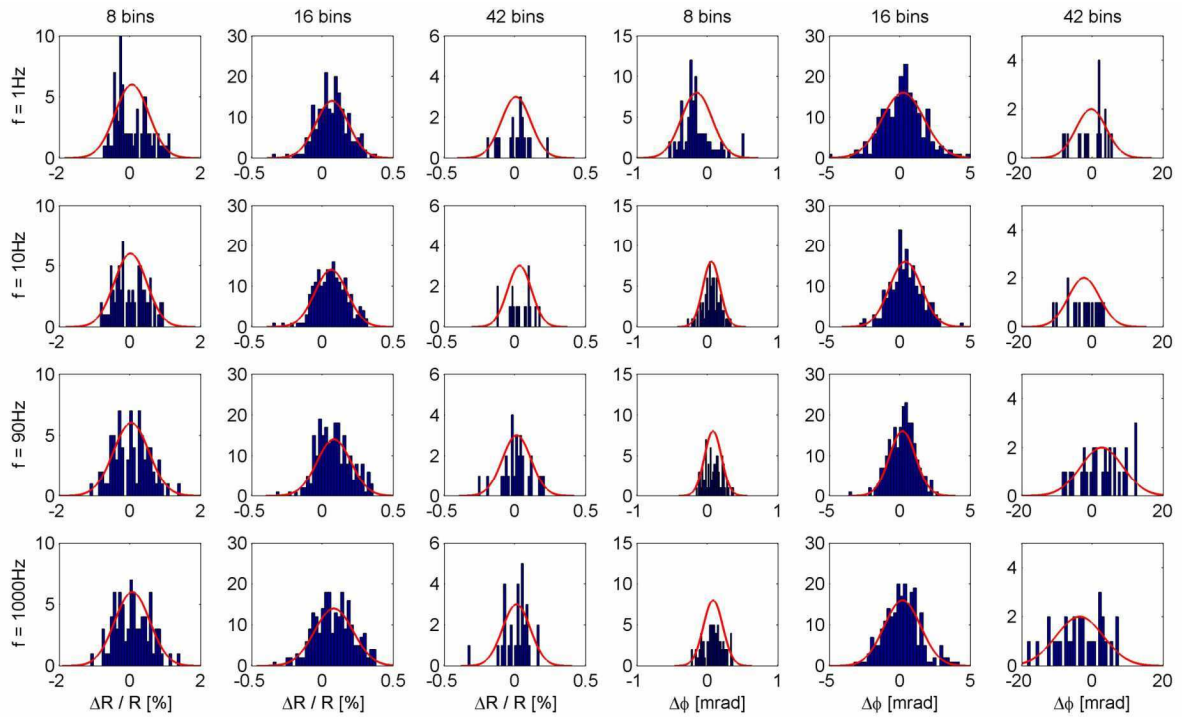 8 bins 16 bins 42 bins 8 bins 16 bins 42 bins
f = 1Hz
10 30 6 15 30
5 20 4 10 20 4
10 2 5 10 2
0 0 0 0 0 0
-2 0 2 -0.5 0 0.5 -0.5 0 0.5 -1 0 1 -5 0 5 -20 0 20
f = 10Hz
10 30 6 15 30
5 20 4 10 20 4
10 2 5 10 2
0 0 0 0 0 0
-2 0 2 -0.5 0 0.5 -0.5 0 0.5 -1 0 1 -5 0 5 -20 0 20
f = 90Hz
10 30 6 15 30
5 20 4 10 20 4
10 2 5 10 2
0 0 0 0 0 0
-2 0 2 -0.5 0 0.5 -0.5 0 0.5 -1 0 1 -5 0 5 -20 0 20
f = 1000Hz
10 30 6 15 30
5 20 4 10 20 4
10 2 5 10 2
0 0 0 0 0 0
-2 0 2 -0.5 0 0.5 -0.5 0 0.5 -1 0 1 -5 0 5 -20 0 20
ΔR / R [%] ΔR / R [%] ΔR / R [%] Δϕ [mrad] Δϕ [mrad] Δϕ [mrad]